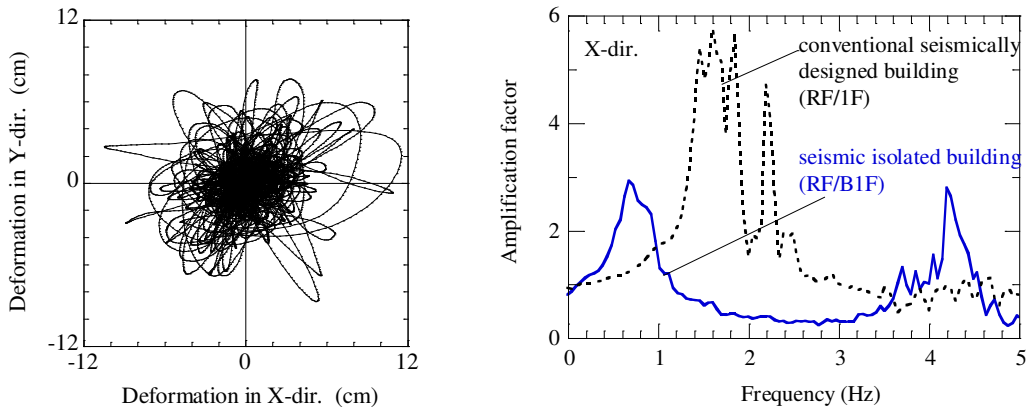 12
Deformation in Y-dir. (cm)
0
-12
-12
0
12
Deformation in X-dir. (cm)
6
X-dir.
conventional seismically
designed building
(RF/1F)
4
Amplification factor
seismic isolated building
(RF/B1F)
2
0
0
1
2
3
4
5
Frequency (Hz)